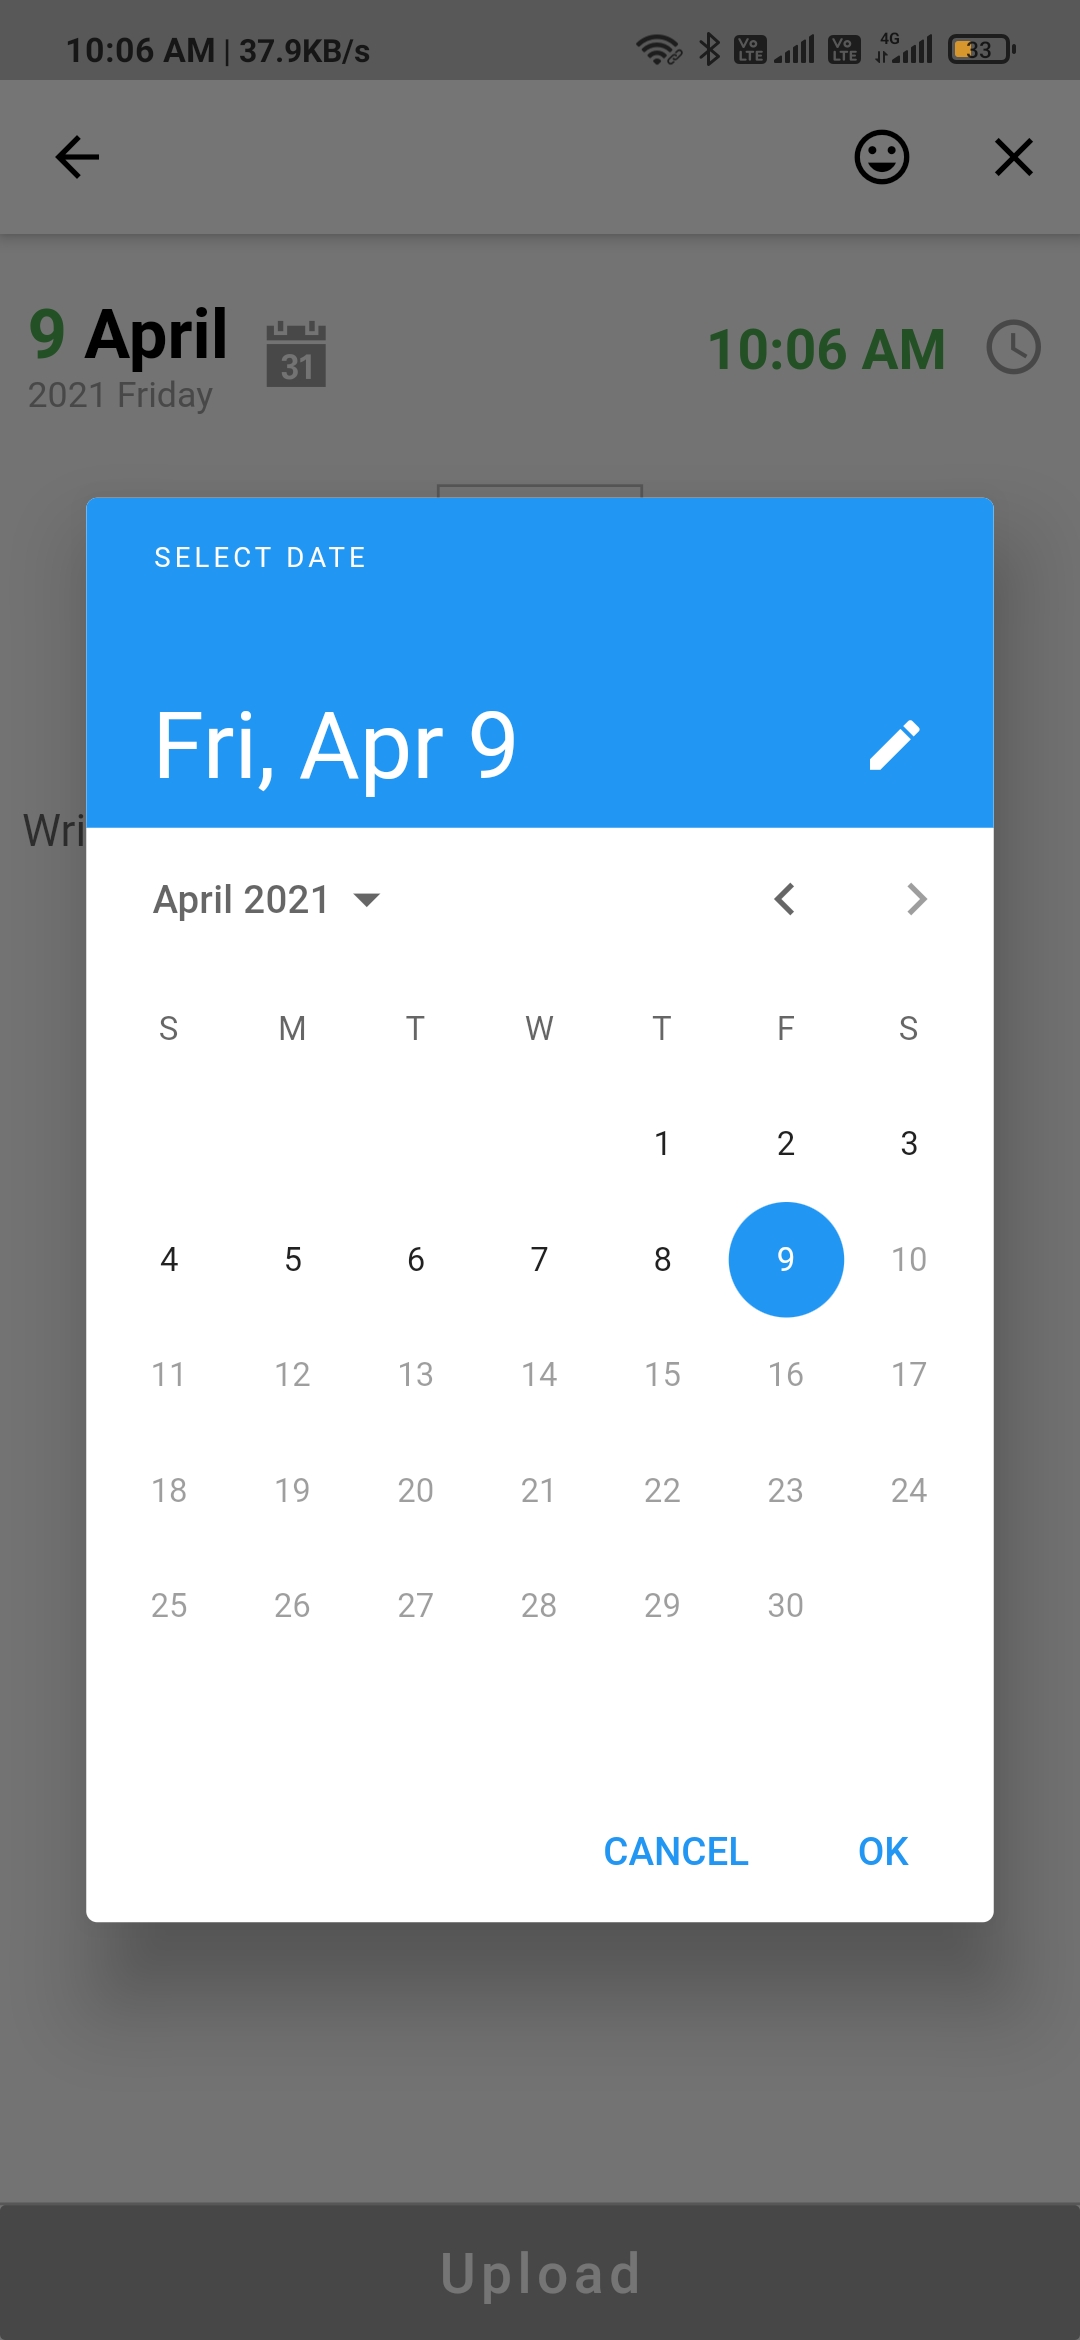 10:06 AM | 37.9KB/s Vo LTE Vo LTE 4G 33
9 April 31 10:06 AM
2021 Friday
SELECT DATE
Fri, Apr 9
Wri
April 2021
S M T W T F S
1 2 3
4 5 6 7 8 9 10
11 12 13 14 15 16 17
18 19 20 21 22 23 24
25 26 27 28 29 30
CANCEL OK
Upload